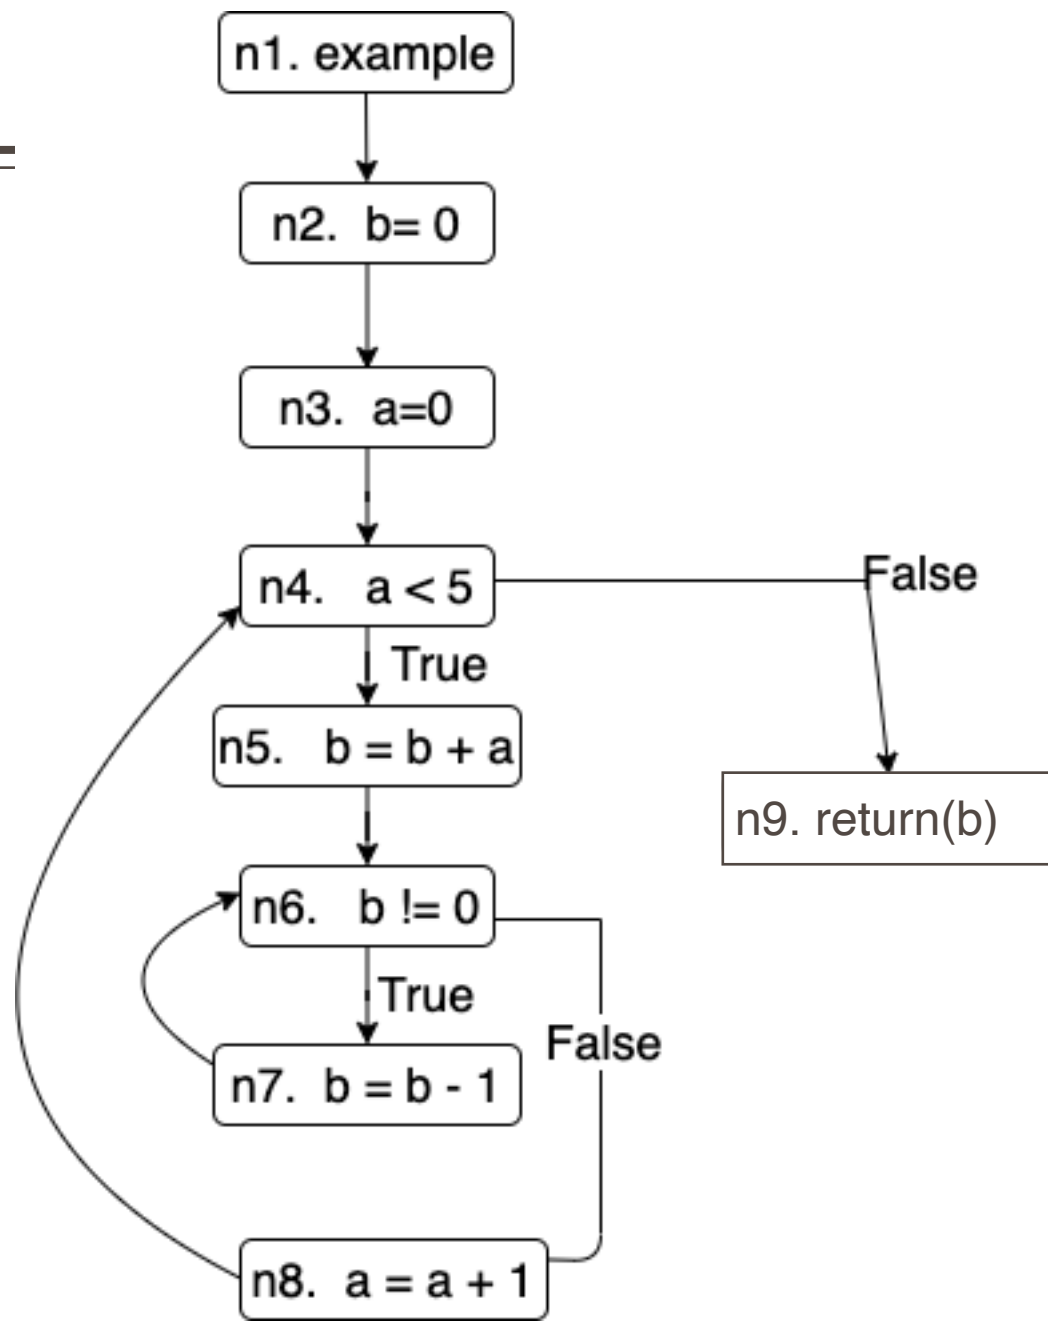 n1. example
n2. b= 0
n3. a=0
n4. a < 5
False
True
n5. b = b + a
n9. return(b)
n6. b != 0
True
False
n7. b = b - 1
n8. a = a + 1